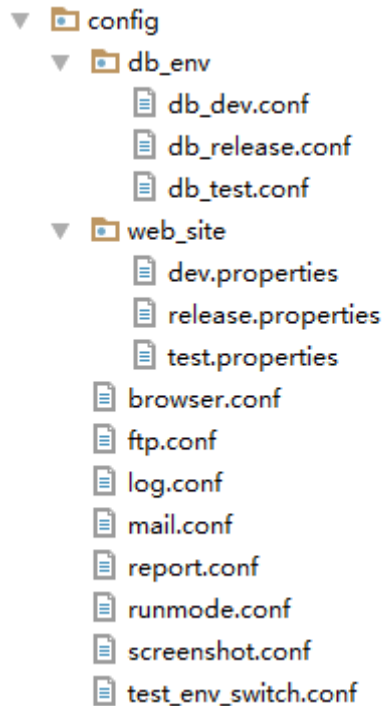 config
db_env
db_dev.conf
db_release.conf
db_test.conf
web_site
dev.properties
release.properties
test.properties
browser.conf
ftp.conf
log.conf
mail.conf
report.conf
runmode.conf
screenshot.conf
test_env_switch.conf